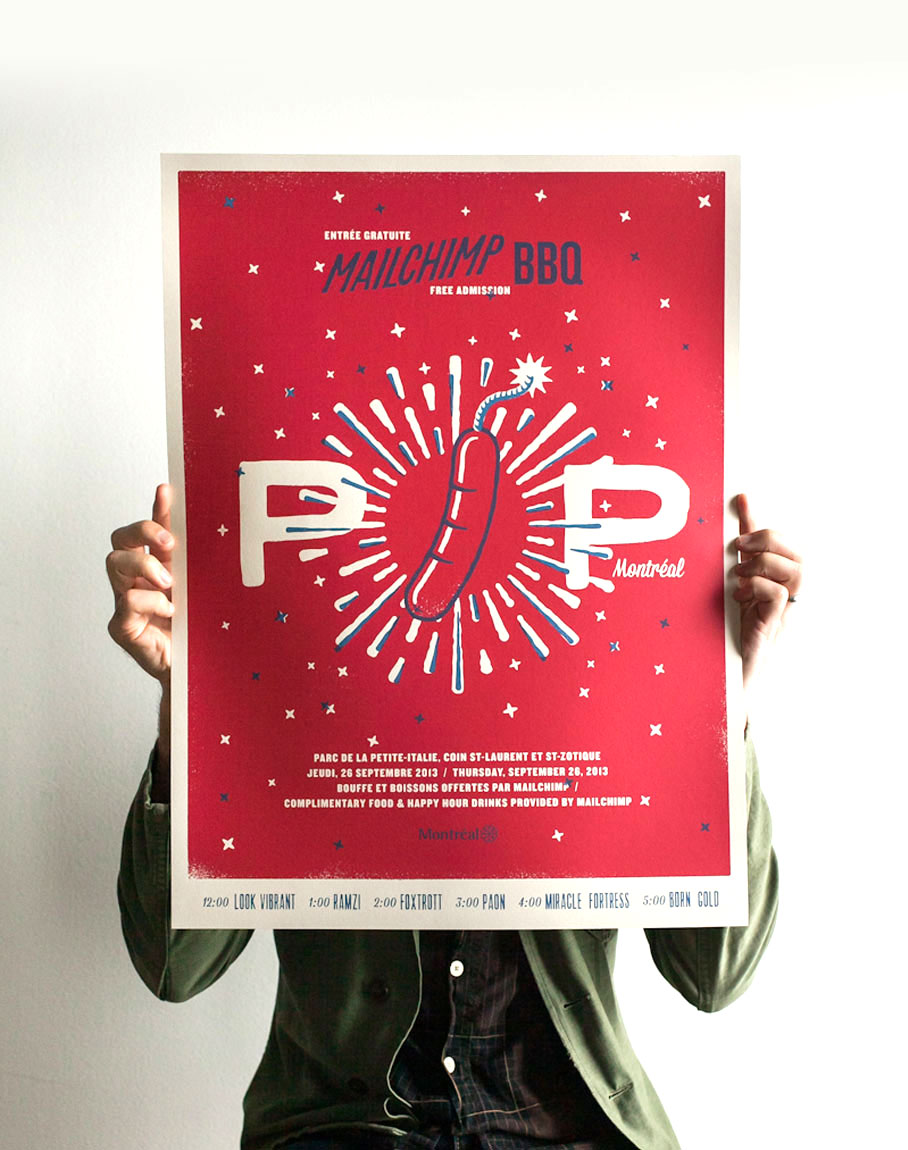 ENTRÉE GRATUITE
MAILCHIMP BBQ
FREE ADMISSION
P P
Montréal
PARC DE LA PETITE-ITALIE, COIN ST-LAURENT ET ST-ZOTIQUE
JEUDI, 26 SEPTEMBRE 2013 / THURSDAY, SEPTEMBER 26, 2013
BOUFFE ET BOISSONS OFFERTES PAR MAILCHIMP /
COMPLIMENTARY FOOD & HAPPY HOUR DRINKS PROVIDED BY MAILCHIMP
Montréal
12:00 LOOK VIBRANT 1:00 RAMZI 2:00 FOXTROTT 3:00 PAON 4:00 MIRACLE FORTRESS 5:00 BORN GOLD